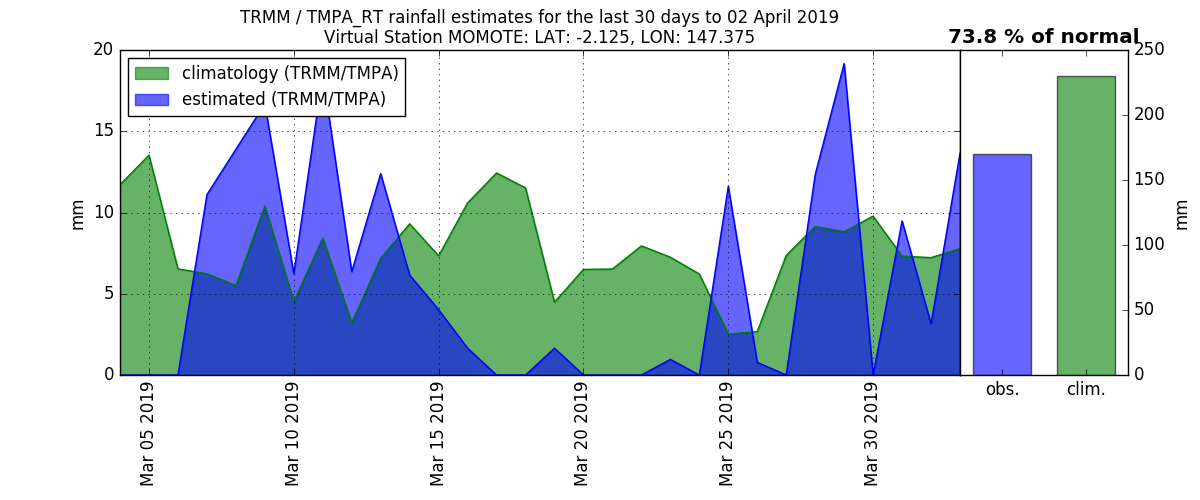 TRMM / TMPA_RT rainfall estimates for the last 30 days to 02 April 2019
Virtual Station MOMOTE: LAT: -2.125, LON: 147.375
73.8 % of normal
climatology (TRMM/TMPA)
estimated (TRMM/TMPA)
20
15
10
5
0
mm
Mar 05 2019
Mar 10 2019
Mar 15 2019
Mar 20 2019
Mar 25 2019
Mar 30 2019
obs.
clim.
250
200
150
100
50
0
mm